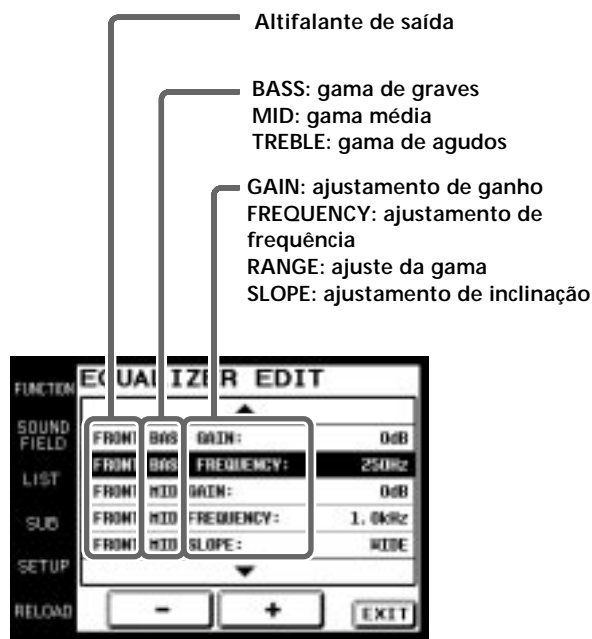 Altifalante de saída
BASS: gama de graves
MID: gama média
TREBLE: gama de agudos
GAIN: ajustamento de ganho
FREQUENCY: ajustamento de
frequência
RANGE: ajuste da gama
SLOPE: ajustamento de inclinação
EQUALIZER EDIT
FUNCTION
SOUND
FIELD
LIST
SUB
SETUP
RELOAD
FRONT BAS GAIN: 0dB
FRONT BAS FREQUENCY: 250Hz
FRONT MID GAIN: 0dB
FRONT MID FREQUENCY: 1.0kHz
FRONT MID SLOPE: WIDE
- + EXIT